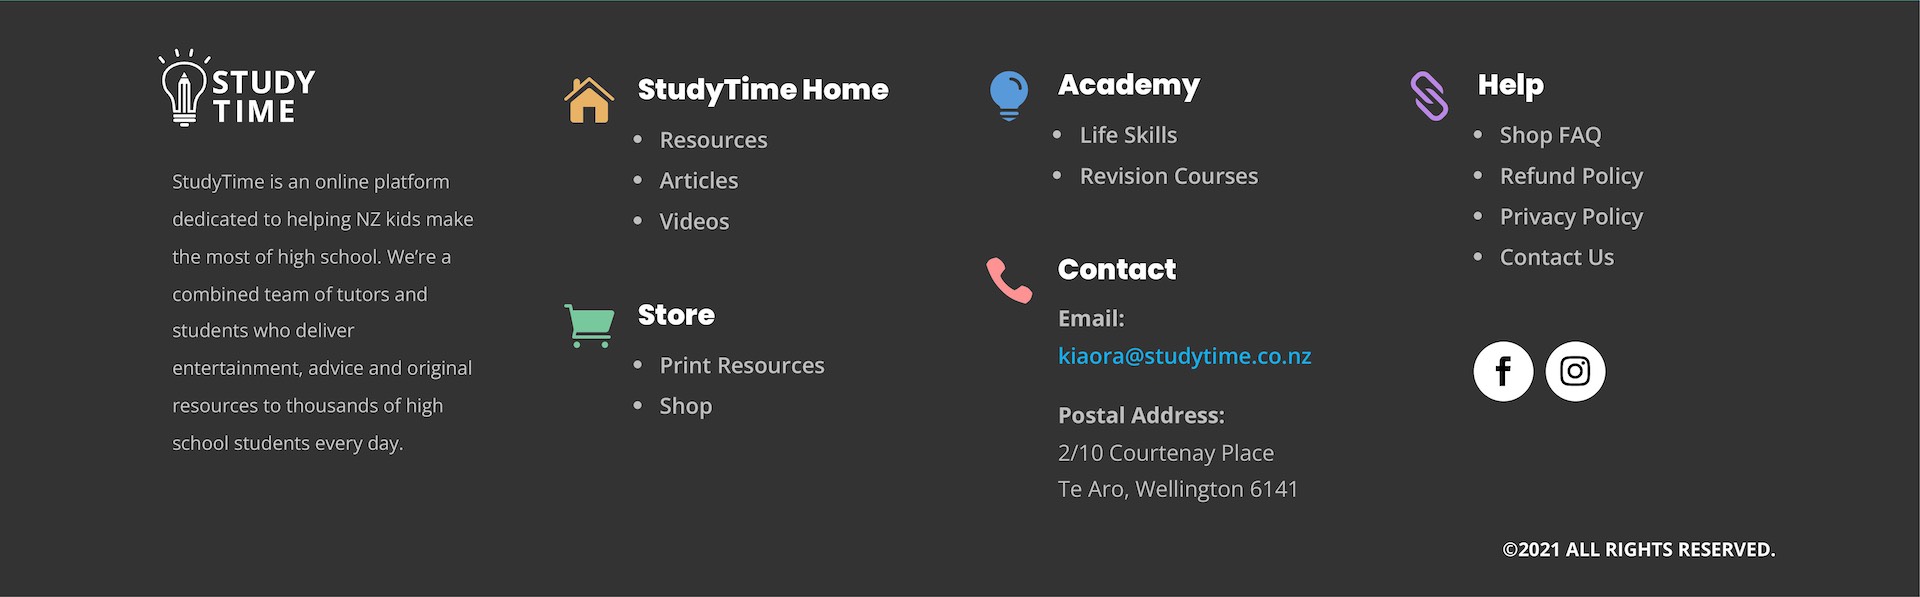 STUDY
TIME
StudyTime is an online platform
dedicated to helping NZ kids make
the most of high school. We’re a
combined team of tutors and
students who deliver
entertainment, advice and original
resources to thousands of high
school students every day.
StudyTime Home
Resources
Articles
Videos
Store
Print Resources
Shop
Academy
Life Skills
Revision Courses
Contact
Email:
kiaora@studytime.co.nz
Postal Address:
2/10 Courtenay Place
Te Aro, Wellington 6141
Help
Shop FAQ
Refund Policy
Privacy Policy
Contact Us
©2021 ALL RIGHTS RESERVED.